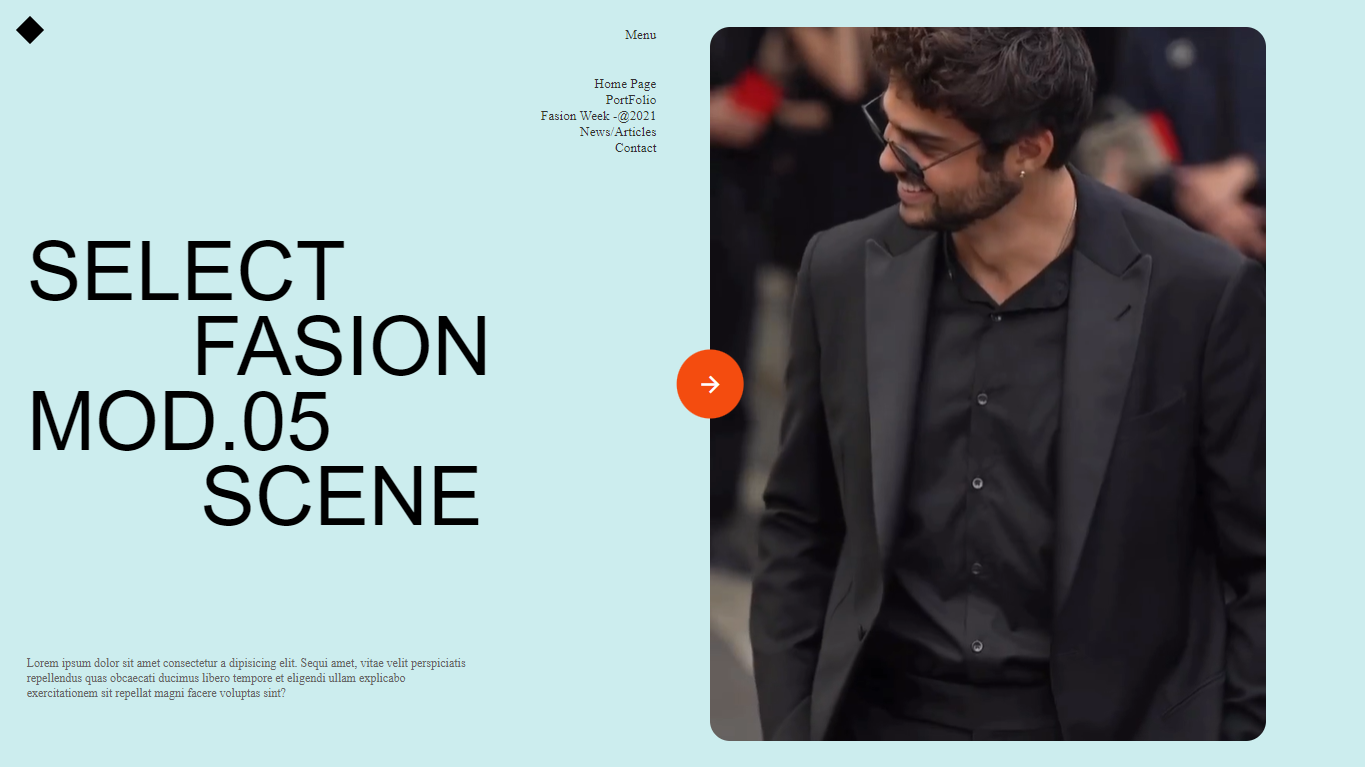 Menu
Home Page
PortFolio
Fasion Week -@2021
News/Articles
Contact
SELECT
FASION
MOD.05
SCENE
Lorem ipsum dolor sit amet consectetur a dipisicing elit. Sequi amet, vitae velit perspiciatis
repellendus quas obcaecati ducimus libero tempore et eligendi ullam explicabo
exercitationem sit repellat magni facere voluptas sint?